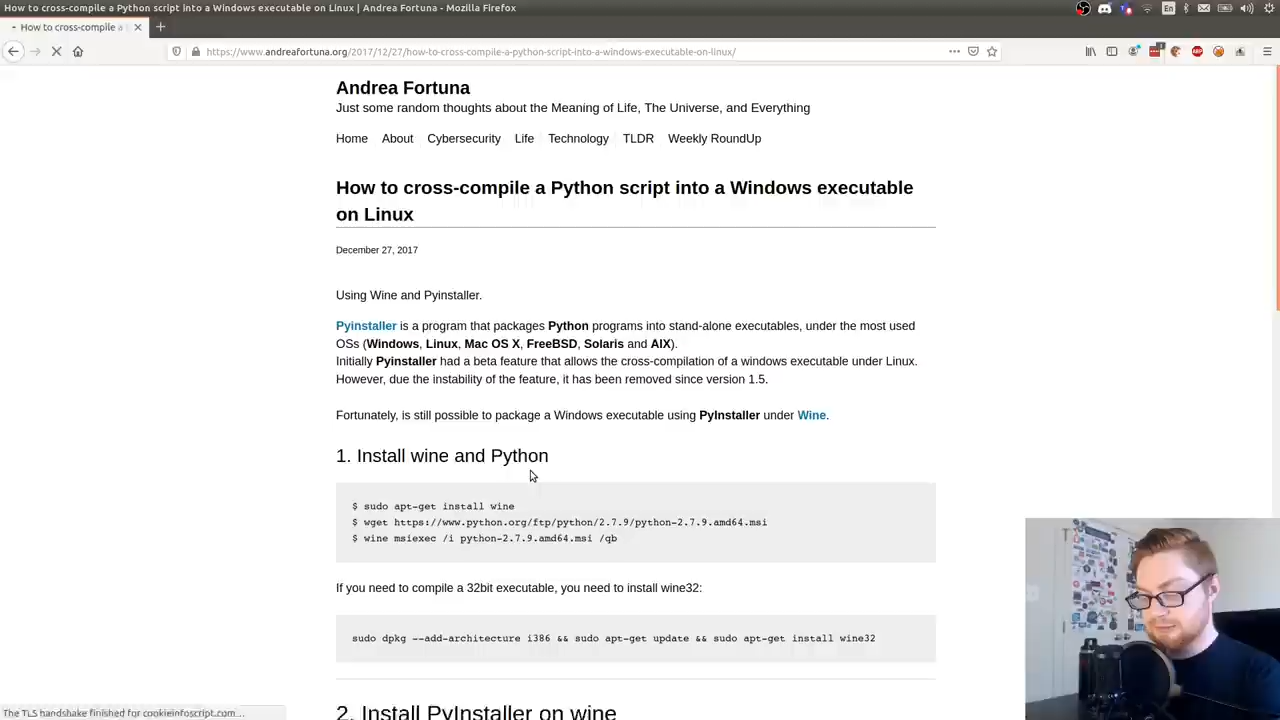 How to cross-compile a Python script into a Windows executable on Linux | Andrea Fortuna - Mozilla Firefox
En
How to cross-compile a
https://www.andreafortuna.org/2017/12/27/how-to-cross-compile-a-python-script-into-a-windows-executable-on-linux/
ABP
Andrea Fortuna
Just some random thoughts about the Meaning of Life, The Universe, and Everything
Home About Cybersecurity Life Technology TLDR Weekly RoundUp
How to cross-compile a Python script into a Windows executable
on Linux
December 27, 2017
Using Wine and Pyinstaller.
Pyinstaller is a program that packages Python programs into stand-alone executables, under the most used
OSs (Windows, Linux, Mac OS X, FreeBSD, Solaris and AIX).
Initially Pyinstaller had a beta feature that allows the cross-compilation of a windows executable under Linux.
However, due the instability of the feature, it has been removed since version 1.5.
Fortunately, is still possible to package a Windows executable using PyInstaller under Wine.
1. Install wine and Python
$ sudo apt-get install wine
$ wget https://www.python.org/ftp/python/2.7.9/python-2.7.9.amd64.msi
$ wine msiexec /i python-2.7.9.amd64.msi /qb
If you need to compile a 32bit executable, you need to install wine32:
sudo dpkg --add-architecture i386 && sudo apt-get update && sudo apt-get install wine32
2. Install PyInstaller on wine
The TLS handshake finished for cookieinfoscript.com…